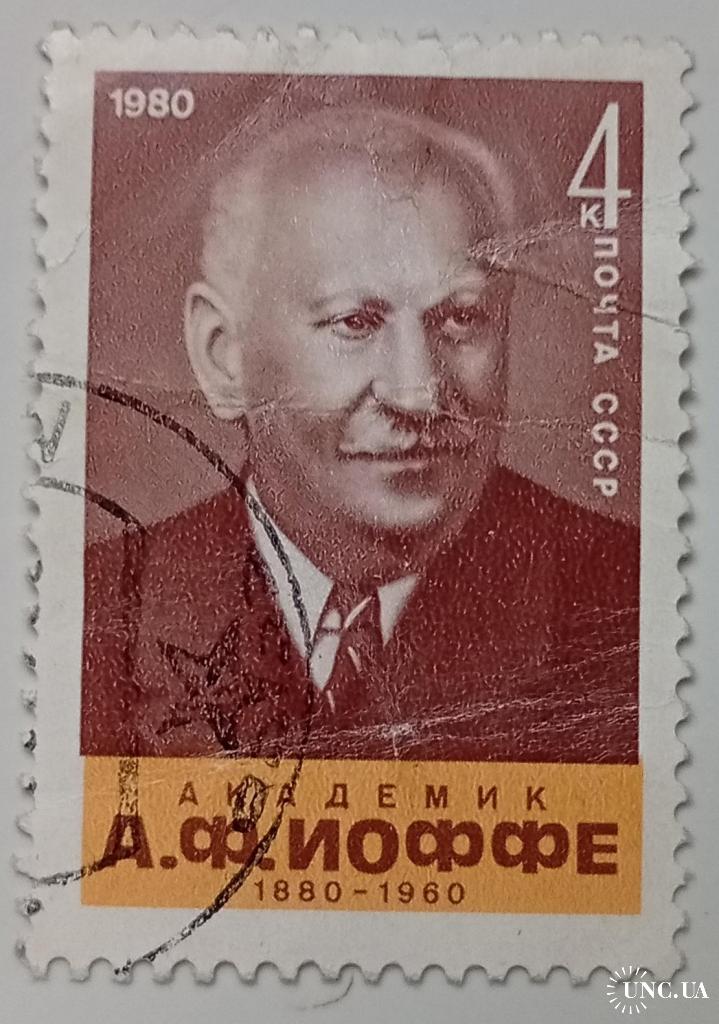 1980
4
К
ПОЧТА СССР
АКАДЕМИК
А.Ф.ИОФФЕ
1880-1960
UNC.UA